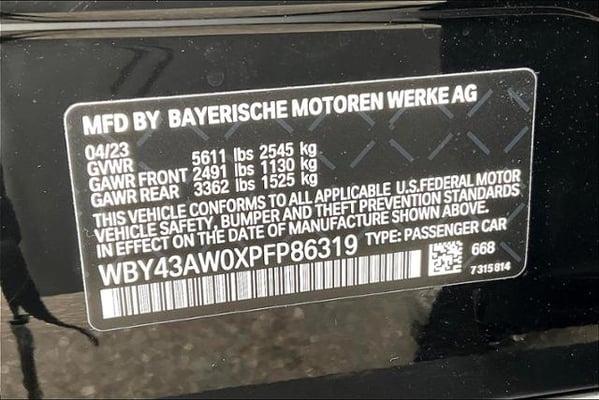 MFD BY BAYERISCHE MOTOREN WERKE AG
04/23
GVWR 5611 lbs 2545 kg
GAWR FRONT 2491 lbs 1130 kg
GAWR REAR 3362 lbs 1525 kg
THIS VEHICLE CONFORMS TO ALL APPLICABLE U.S.FEDERAL MOTOR
VEHICLE SAFETY, BUMPER AND THEFT PREVENTION STANDARDS
IN EFFECT ON THE DATE OF MANUFACTURE SHOWN ABOVE.
WBY43AW0XPFP86319 TYPE: PASSENGER CAR
668
7315814